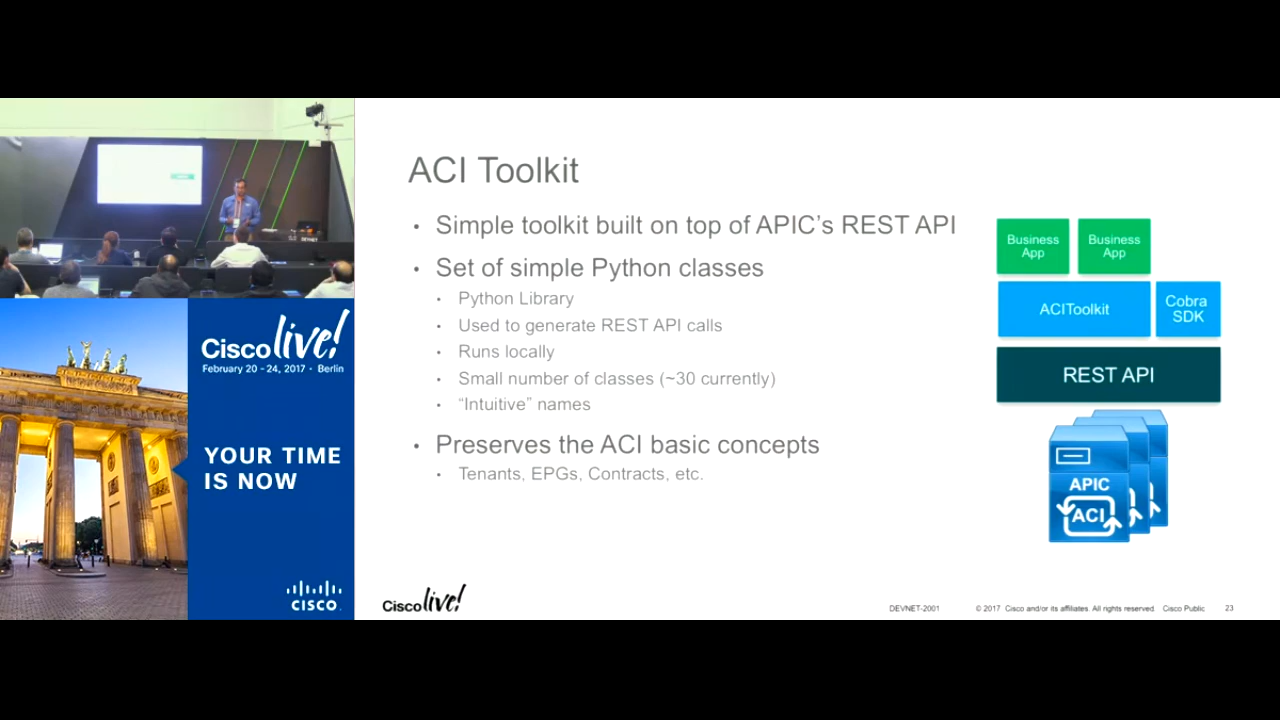 ACI Toolkit
• Simple toolkit built on top of APIC's REST API
• Set of simple Python classes
• Python Library
• Used to generate REST API calls
• Runs locally
• Small number of classes (~30 currently)
• “Intuitive” names
• Preserves the ACI basic concepts
• Tenants, EPGs, Contracts, etc.
Business
App
Business
App
ACIToolkit
Cobra
SDK
REST API
APIC
ACI
Cisco live!
February 20 - 24, 2017 • Berlin
YOUR TIME
IS NOW
CISCO.
Cisco live!
DEVNET-2001
© 2017 Cisco and/or its affiliates. All rights reserved. Cisco Public
23
DEVNET